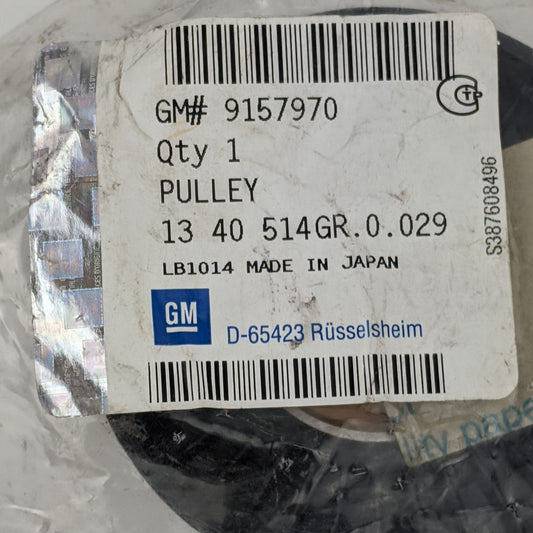 GM# 9157970
Qty 1
PULLEY
13 40 514GR.0.029
LB1014 MADE IN JAPAN
GM
D-65423 Rüsselsheim
S387608496